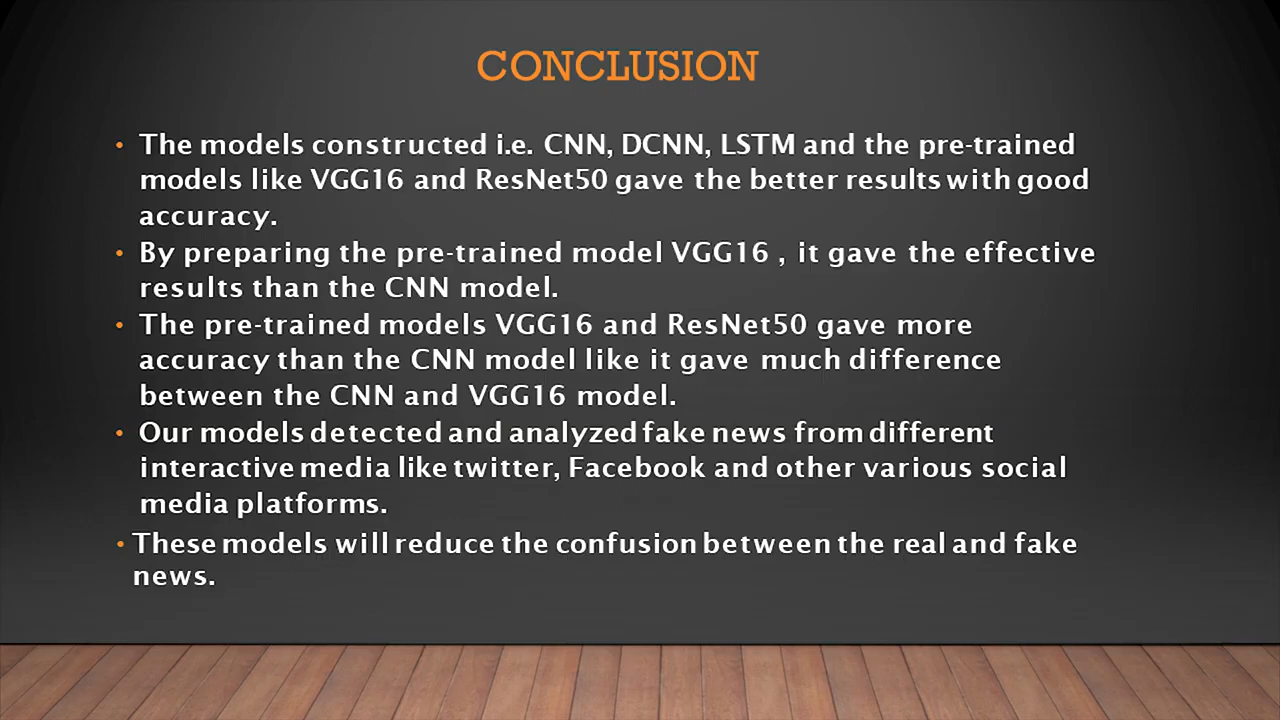 CONCLUSION
• The models constructed i.e. CNN, DCNN, LSTM and the pre-trained
models like VGG16 and ResNet50 gave the better results with good
accuracy.
• By preparing the pre-trained model VGG16 , it gave the effective
results than the CNN model.
• The pre-trained models VGG16 and ResNet50 gave more
accuracy than the CNN model like it gave much difference
between the CNN and VGG16 model.
• Our models detected and analyzed fake news from different
interactive media like twitter, Facebook and other various social
media platforms.
• These models will reduce the confusion between the real and fake
news.